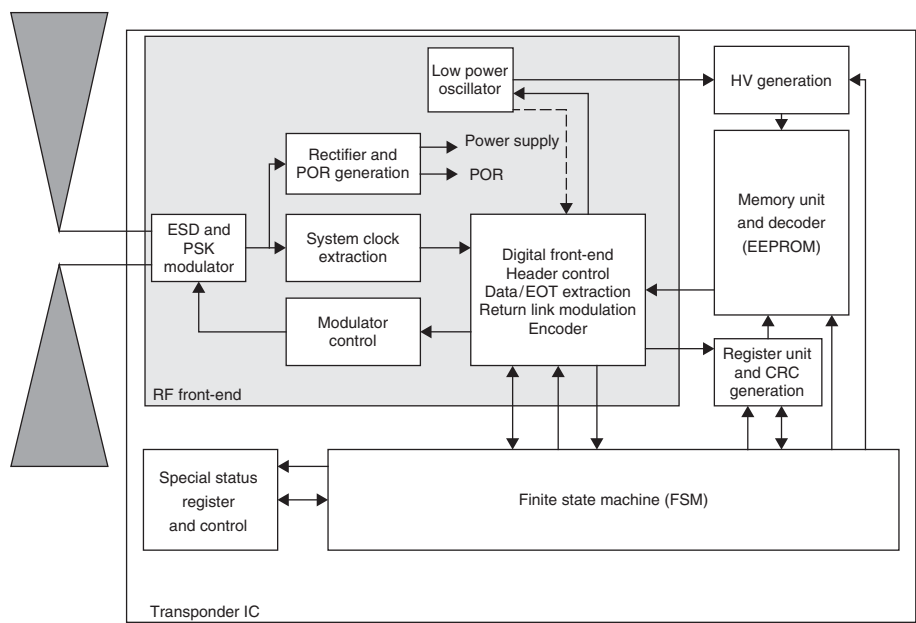 Low power
oscillator
HV generation
Rectifier and
POR generation
Power supply
POR
Memory unit
and decoder
(EEPROM)
ESD and
PSK
modulator
System clock
extraction
Digital front-end
Header control
Data/EOT extraction
Return link modulation
Encoder
Modulator
control
Register unit
and CRC
generation
RF front-end
Special status
register
and control
Finite state machine (FSM)
Transponder IC